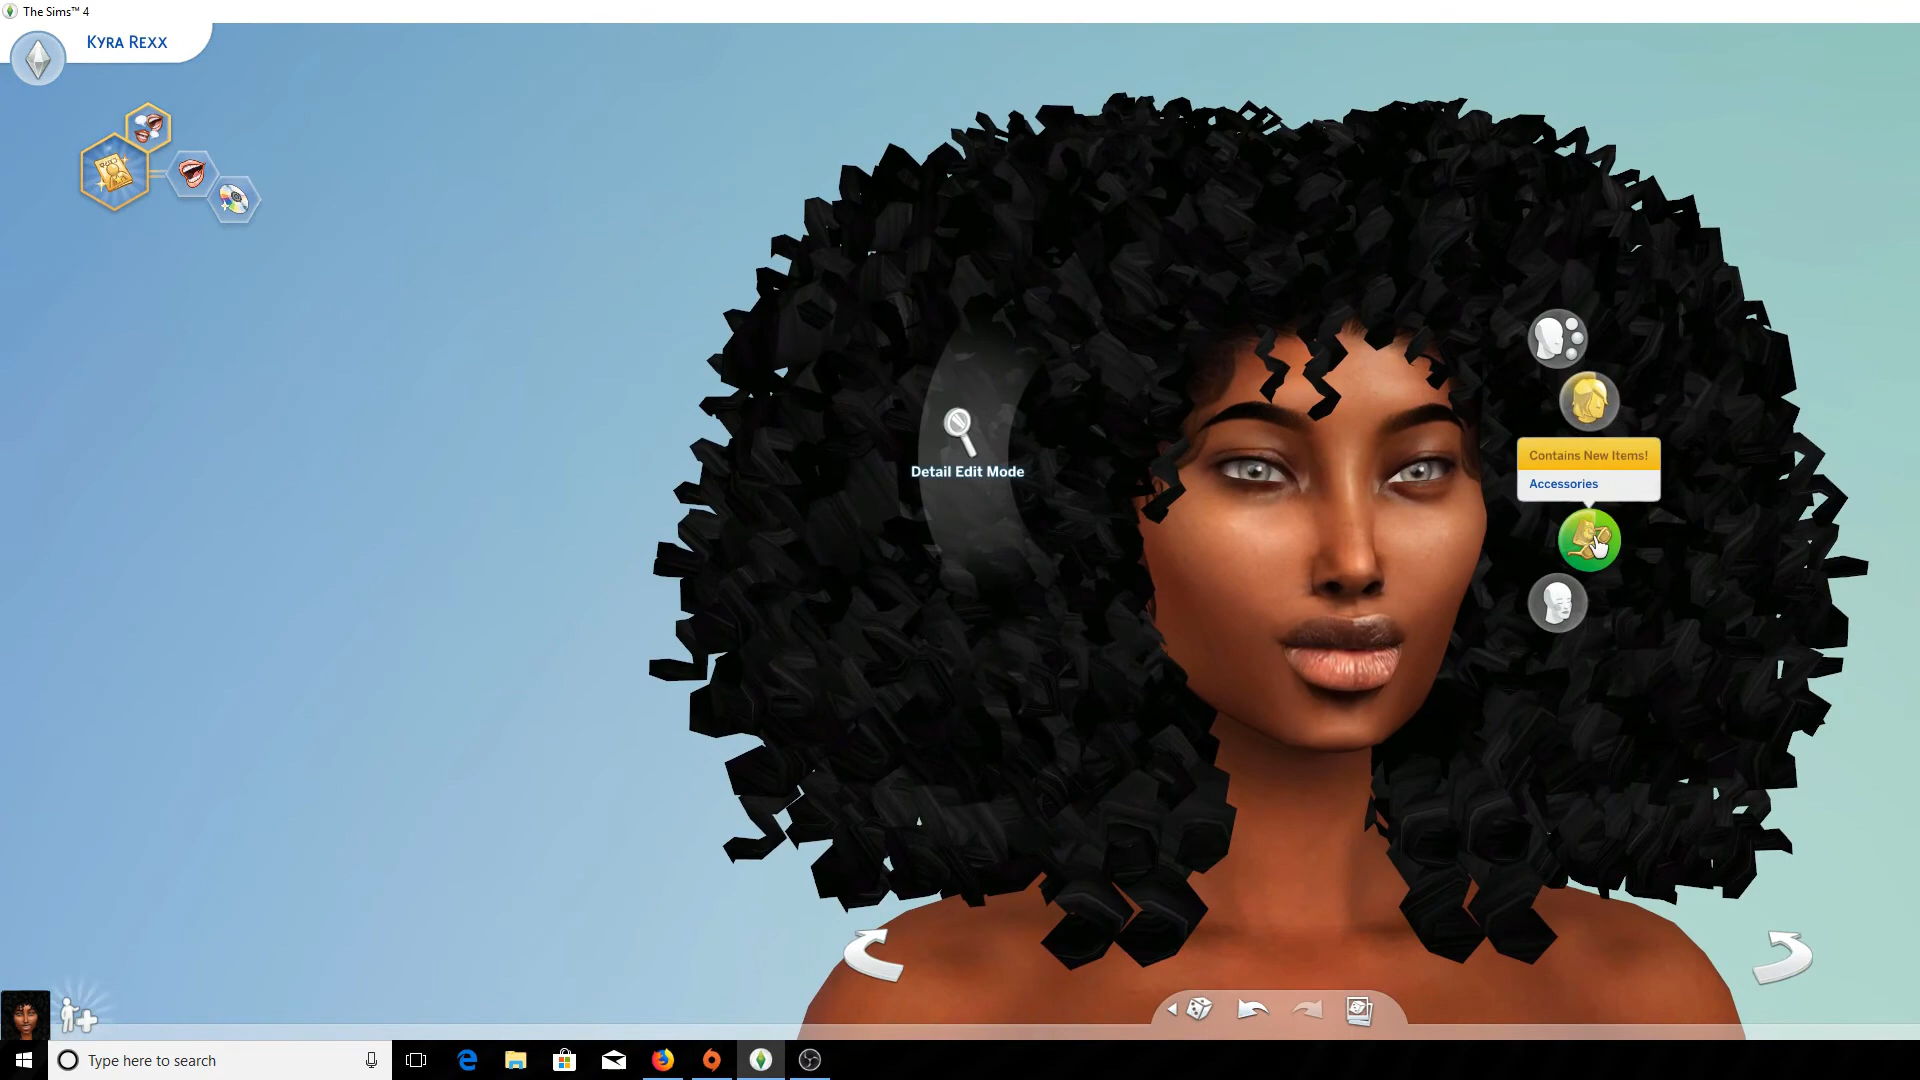 The Sims™ 4
Kyra Rexx
Detail Edit Mode
Contains New Items!
Accessories
Type here to search